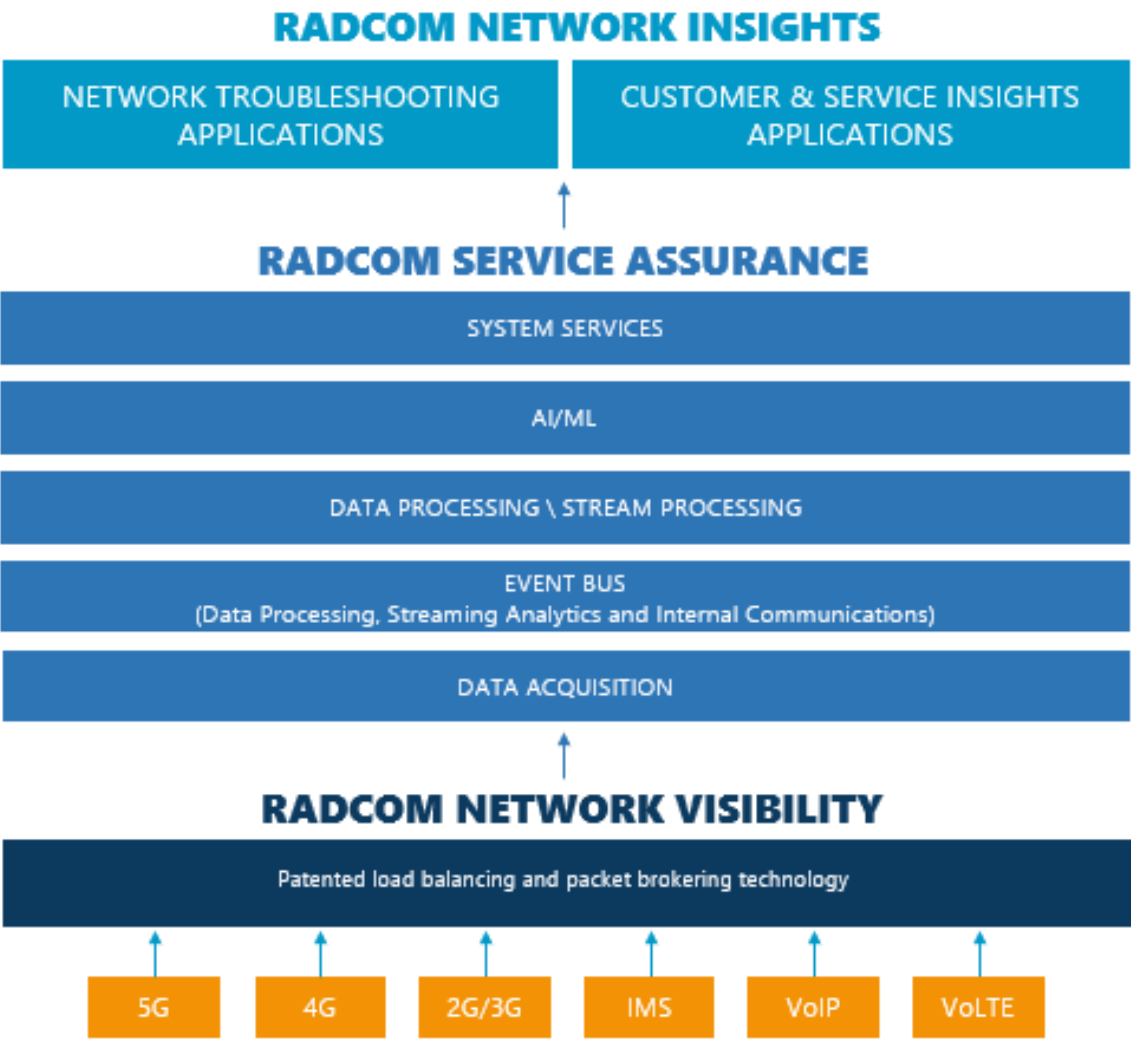 RADCOM NETWORK INSIGHTS
NETWORK TROUBLESHOOTING
APPLICATIONS
CUSTOMER & SERVICE INSIGHTS
APPLICATIONS
RADCOM SERVICE ASSURANCE
SYSTEM SERVICES
AI/ML
DATA PROCESSING \ STREAM PROCESSING
EVENT BUS
(Data Processing, Streaming Analytics and Internal Communications)
DATA ACQUISITION
RADCOM NETWORK VISIBILITY
Patented load balancing and packet brokering technology
5G
4G
2G/3G
IMS
VoIP
VoLTE